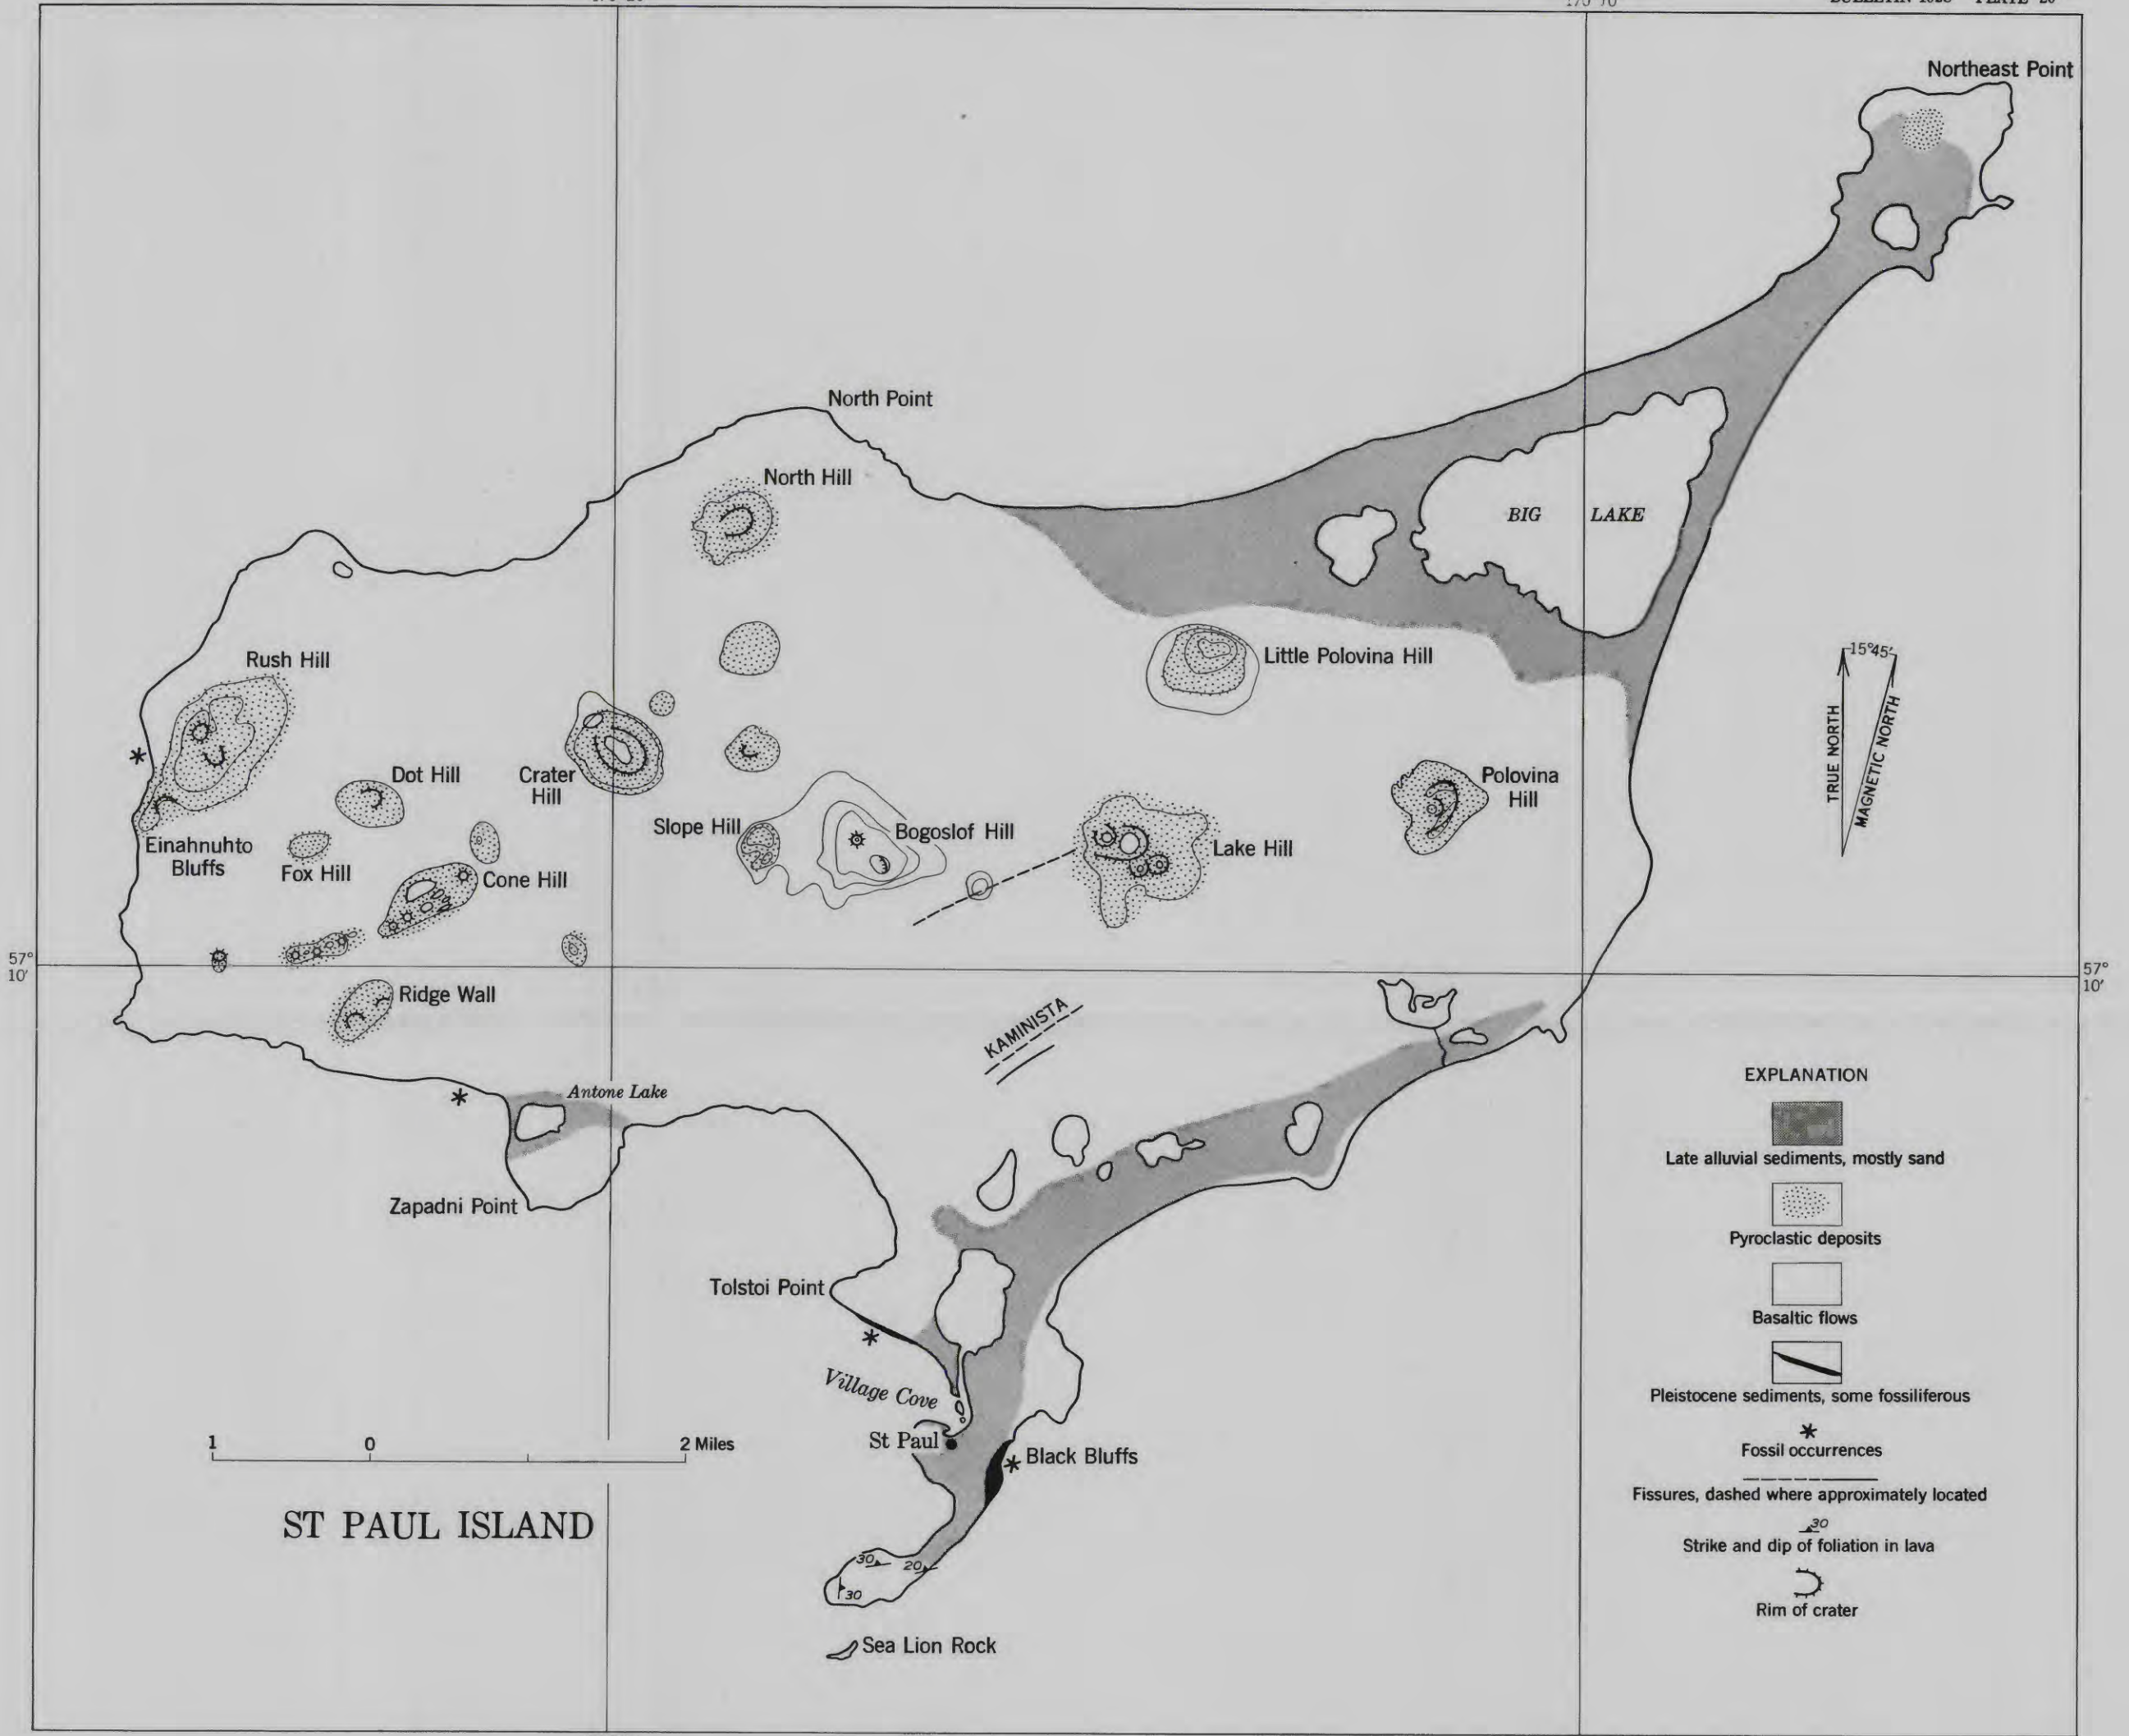 Northeast Point
North Point
North Hill
BIG LAKE
Rush Hill
Little Polovina Hill
15°45'
TRUE NORTH
MAGNETIC NORTH
Dot Hill
Crater
Hill
Polovina
Hill
Slope Hill
Bogoslof Hill
Lake Hill
Einahnuhto
Bluffs
Fox Hill
Cone Hill
57°
10'
57°
10'
Ridge Wall
KAMINISTA
Antone Lake
Zapadni Point
Tolstoi Point
Village Cove
St Paul
Black Bluffs
30
20
30
Sea Lion Rock
1 0 2 Miles
ST PAUL ISLAND
EXPLANATION
Late alluvial sediments, mostly sand
Pyroclastic deposits
Basaltic flows
Pleistocene sediments, some fossiliferous
Fossil occurrences
Fissures, dashed where approximately located
30
Strike and dip of foliation in lava
Rim of crater